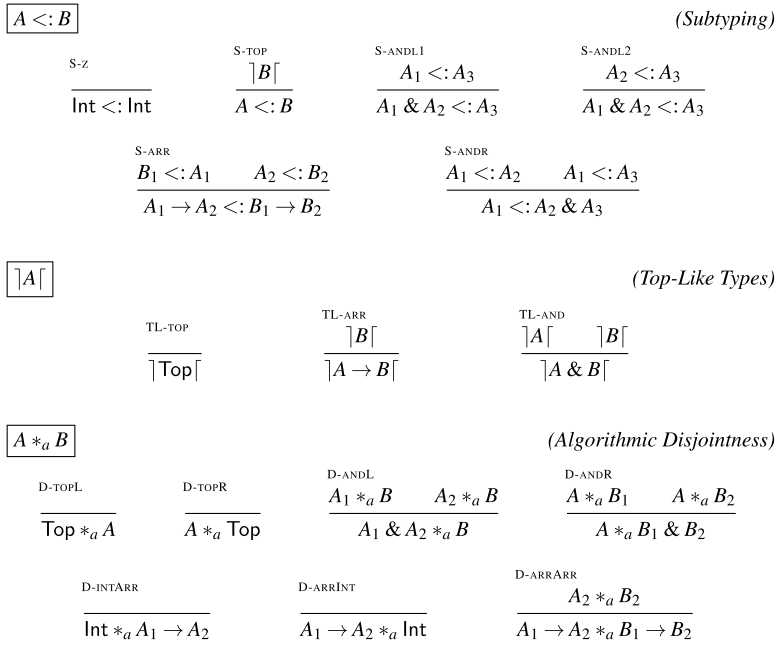 A <: B (Subtyping)
S-Z S-TOP S-ANDL1 S-ANDL2
⌉B⌈ A₁ <: A₃ A₂ <: A₃
Int <: Int A <: B A₁ & A₂ <: A₃ A₁ & A₂ <: A₃
S-ARR S-ANDR
B₁ <: A₁ A₂ <: B₂ A₁ <: A₂ A₁ <: A₃
A₁ → A₂ <: B₁ → B₂ A₁ <: A₂ & A₃
⌉A⌈ (Top-Like Types)
TL-TOP TL-ARR TL-AND
⌉B⌈ ⌉A⌈ ⌉B⌈
⌉Top⌈ ⌉A → B⌈ ⌉A & B⌈
A *ₐ B (Algorithmic Disjointness)
D-TOPL D-TOPR D-ANDL D-ANDR
A₁ *ₐ B A₂ *ₐ B A *ₐ B₁ A *ₐ B₂
Top *ₐ A A *ₐ Top A₁ & A₂ *ₐ B A *ₐ B₁ & B₂
D-INTARR D-ARRINT D-ARRARR
A₂ *ₐ B₂
Int *ₐ A₁ → A₂ A₁ → A₂ *ₐ Int A₁ → A₂ *ₐ B₁ → B₂